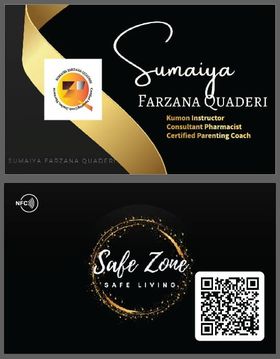 Sumaiya
FARZANA QUADERI
Kumon Instructor
Consultant Pharmacist
Certified Parenting Coach
SUMAIYA FARZANA QUADERI
NFC
Safe Zone
SAFE LIVING